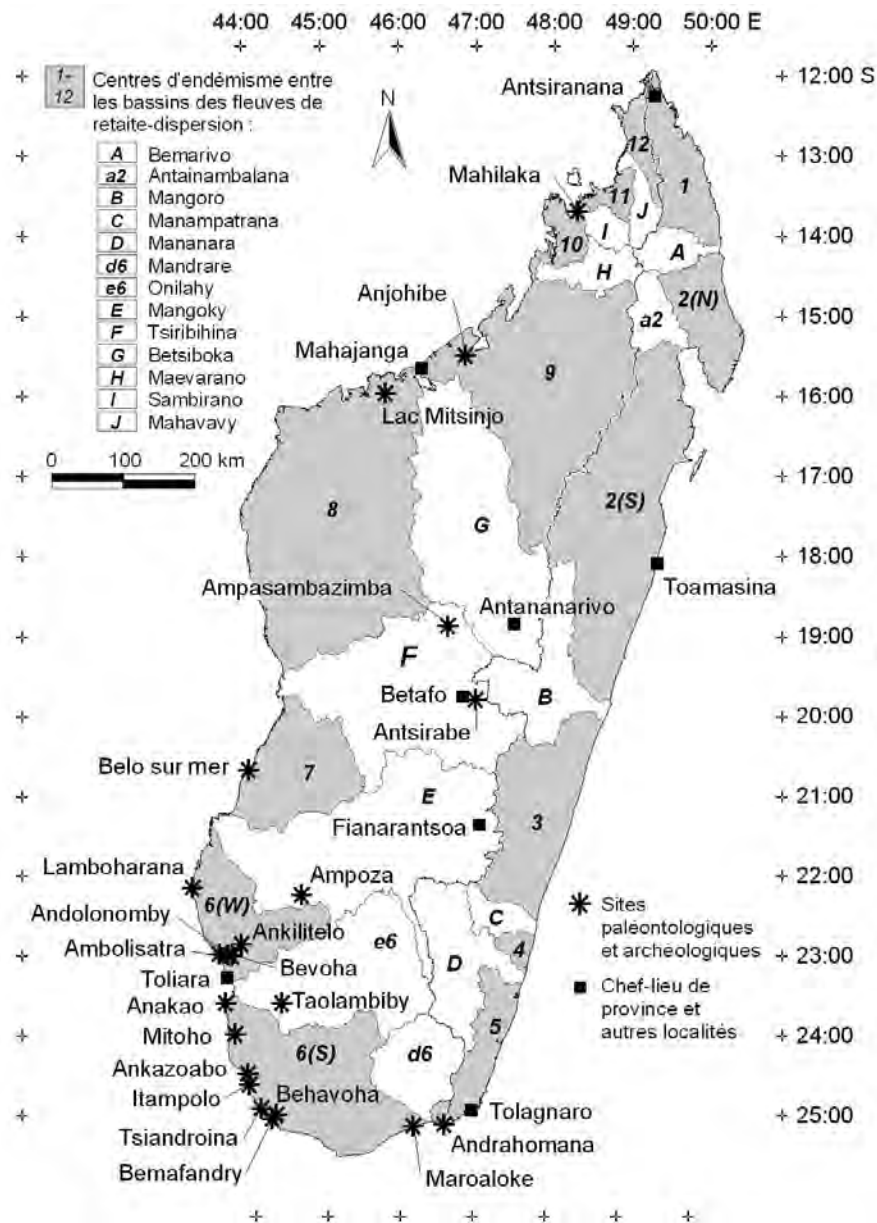 44:00 45:00 46:00 47:00 48:00 49:00 50:00 E
1-12
Centres d'endémisme entre
les bassins des fleuves de
retaite-dispersion :
N
A Bemarivo
a2 Antainambalana
B Mangoro
C Manampatrana
D Mananara
d6 Mandrare
e6 Onilahy
E Mangoky
F Tsiribihina
G Betsiboka
H Maevarano
I Sambirano
J Mahavavy
0 100 200 km
12:00 S
13:00
14:00
15:00
16:00
17:00
18:00
19:00
20:00
21:00
22:00
23:00
24:00
25:00
Antsiranana
12
1
Mahilaka
11
J
I
10
A
H
2(N)
a2
Anjohibe
Mahajanga
9
Lac Mitsinjo
2(S)
8
G
Ampasambazimba
Antananarivo
Toamasina
F
Betafo
B
Antsirabe
Belo sur mer
7
E
3
Fianarantsoa
Lamboharana
Ampoza
6(W)
C
Andolonomby
Ankilitelo
e6
4
Ambolisatra
Bevoha
D
Toliara
Anakao
Taolambiby
5
Mitoho
6(S)
d6
Ankazoabo
Itampolo
Behavoha
Tolagnaro
Tsiandroina
Andrahomana
Bemafandry
Maroaloke
Sites
paléontologiques
et archéologiques
Chef-lieu de
province et
autres localités